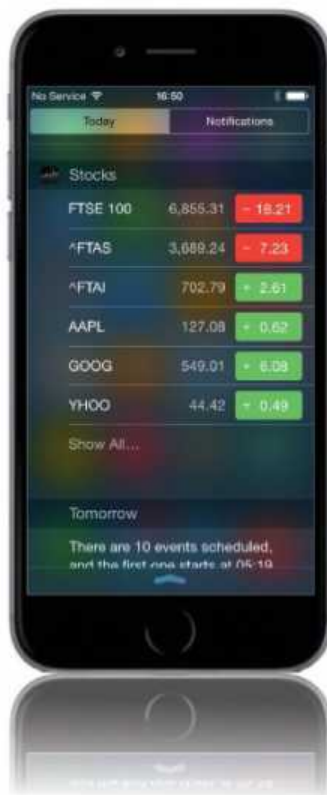 No Service 16:50
Today Notifications
Stocks
FTSE 100 6,855.31 - 18.21
^FTAS 3,689.24 - 7.23
^FTAI 702.79 + 2.61
AAPL 127.08 + 0.62
GOOG 549.01 + 6.08
YHOO 44.42 + 0.49
Show All...
Tomorrow
There are 10 events scheduled,
and the first one starts at 05:19